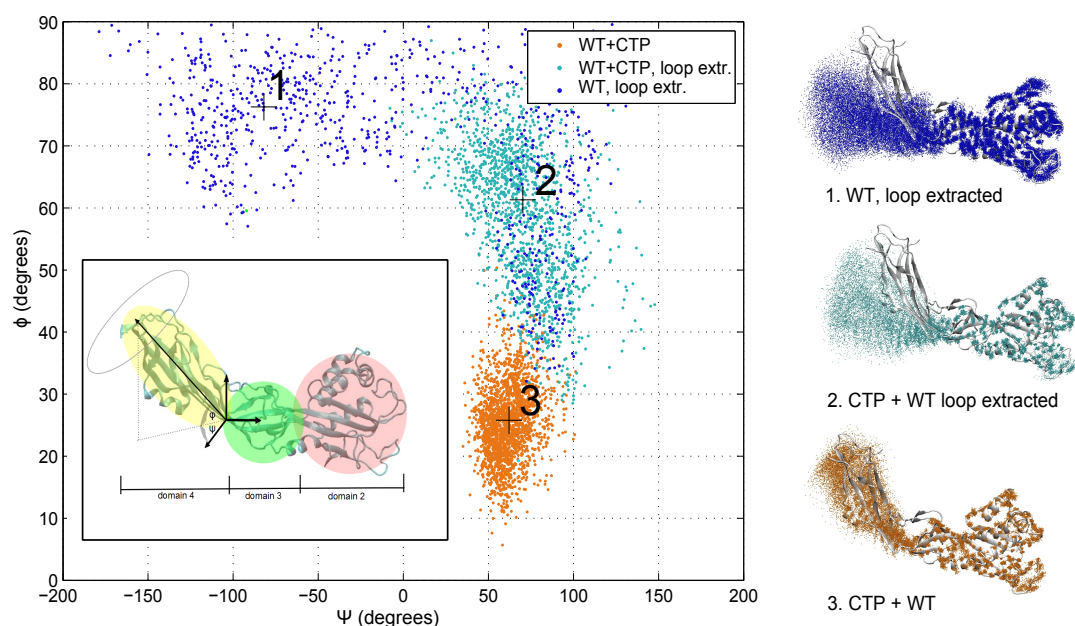 90
80
70
60
50
40
30
20
10
0
ϕ (degrees)
−200
−150
−100
−50
0
50
100
150
200
Ψ (degrees)
WT+CTP
WT+CTP, loop extr.
WT, loop extr.
1
2
3
φ
ψ
domain 4
domain 3
domain 2
1. WT, loop extracted
2. CTP + WT loop extracted
3. CTP + WT